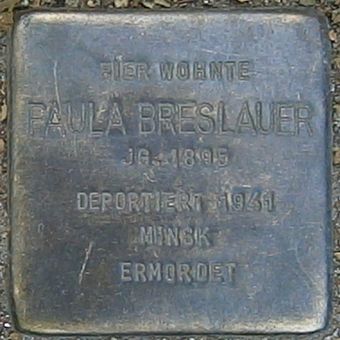 HIER WOHNTE
PAULA BRESLAUER
JG. 1895
DEPORTIERT 1941
MINSK
ERMORDET